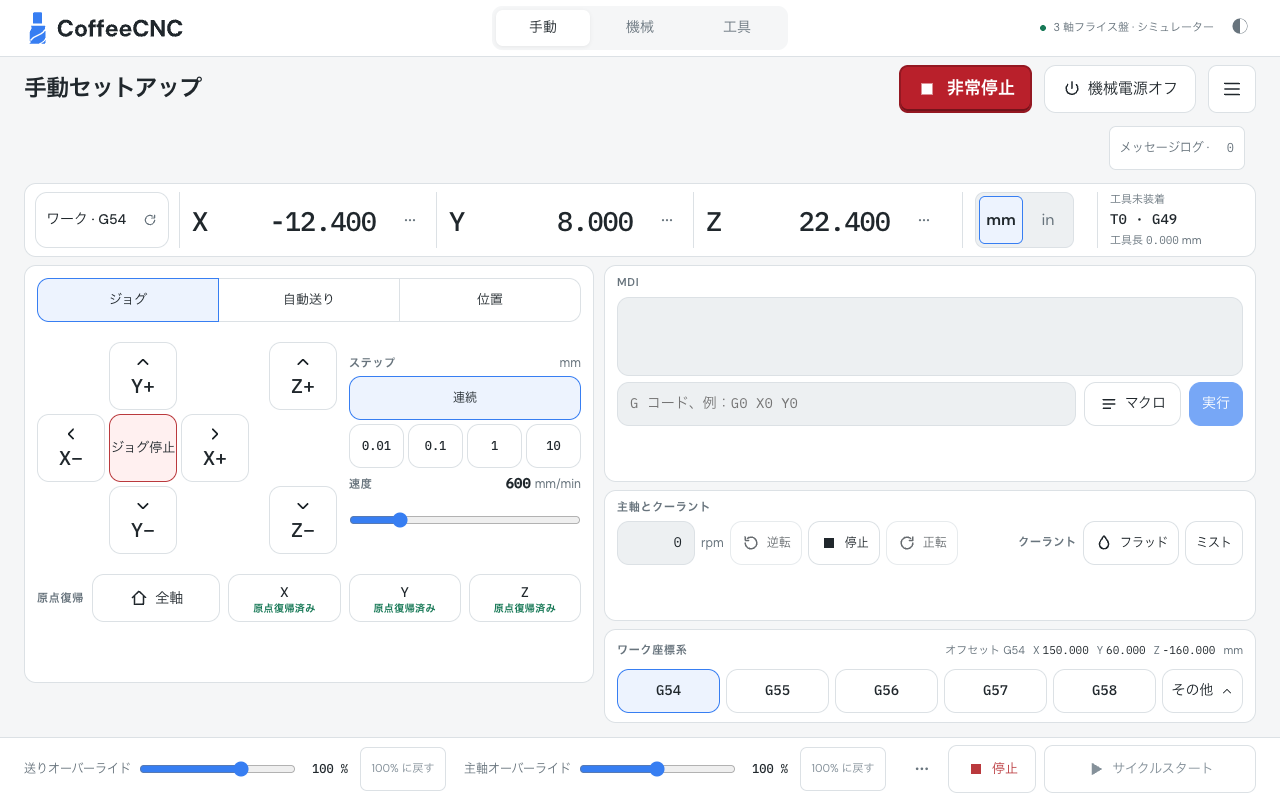 CoffeeCNC
手動
機械
工具
3 軸フライス盤 · シミュレーター
手動セットアップ
非常停止
機械電源オフ
メッセージログ · 0
ワーク · G54
X -12.400 ···
Y 8.000 ···
Z 22.400 ···
mm in
工具未装着
T0 · G49
工具長 0.000 mm
ジョグ
自動送り
位置
Y+
Z+
X−
ジョグ停止
X+
Y−
Z−
ステップ mm
連続
0.01 0.1 1 10
速度 600 mm/min
原点復帰
全軸
X
原点復帰済み
Y
原点復帰済み
Z
原点復帰済み
MDI
G コード、例：G0 X0 Y0
マクロ
実行
主軸とクーラント
0 rpm
逆転
停止
正転
クーラント
フラッド
ミスト
ワーク座標系
オフセット G54 X 150.000 Y 60.000 Z -160.000 mm
G54 G55 G56 G57 G58 その他
送りオーバーライド 100 % 100% に戻す
主軸オーバーライド 100 % 100% に戻す
···
停止
サイクルスタート